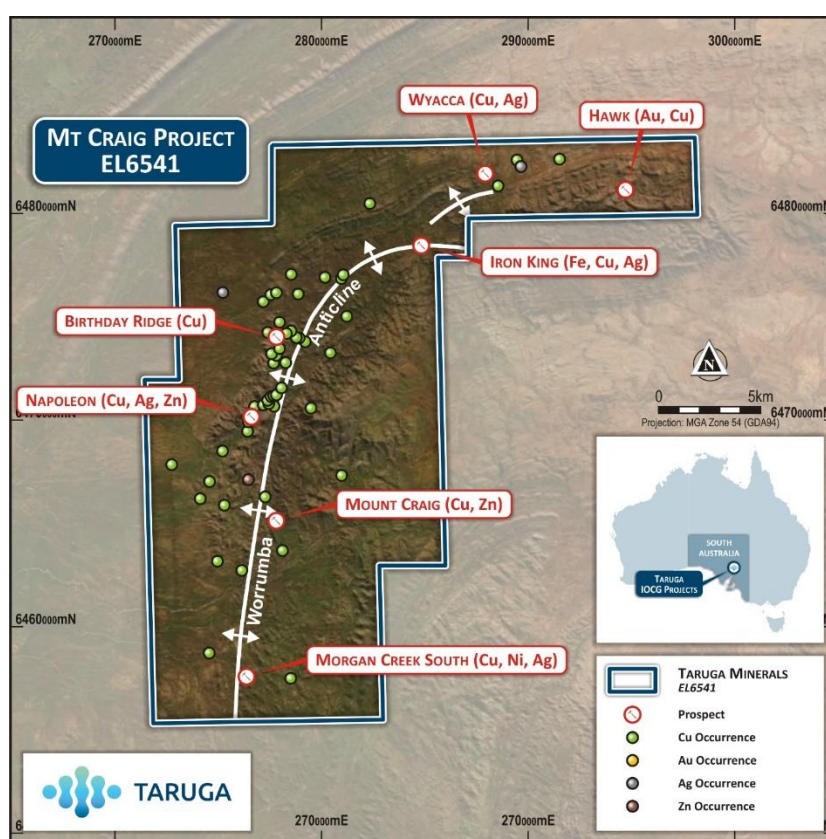 270000mE
280000mE
290000mE
300000mE
WYACCA (CU, AG)
HAWK (AU, CU)
MT CRAIG PROJECT
EL6541
6480000mN
6480000mN
IRON KING (FE, CU, AG)
Anticline
BIRTHDAY RIDGE (CU)
N
0
5km
Projection: MGA Zone 54 (GDA94)
NAPOLEON (CU, AG, ZN)
6470000mN
6470000mN
MOUNT CRAIG (CU, ZN)
SOUTH
AUSTRALIA
TARUGA
IOCG PROJECTS
Worrumba
6460000mN
MORGAN CREEK SOUTH (CU, NI, AG)
TARUGA MINERALS
EL6541
Prospect
Cu Occurrence
Au Occurrence
Ag Occurrence
Zn Occurrence
TARUGA
270000mE
270000mE